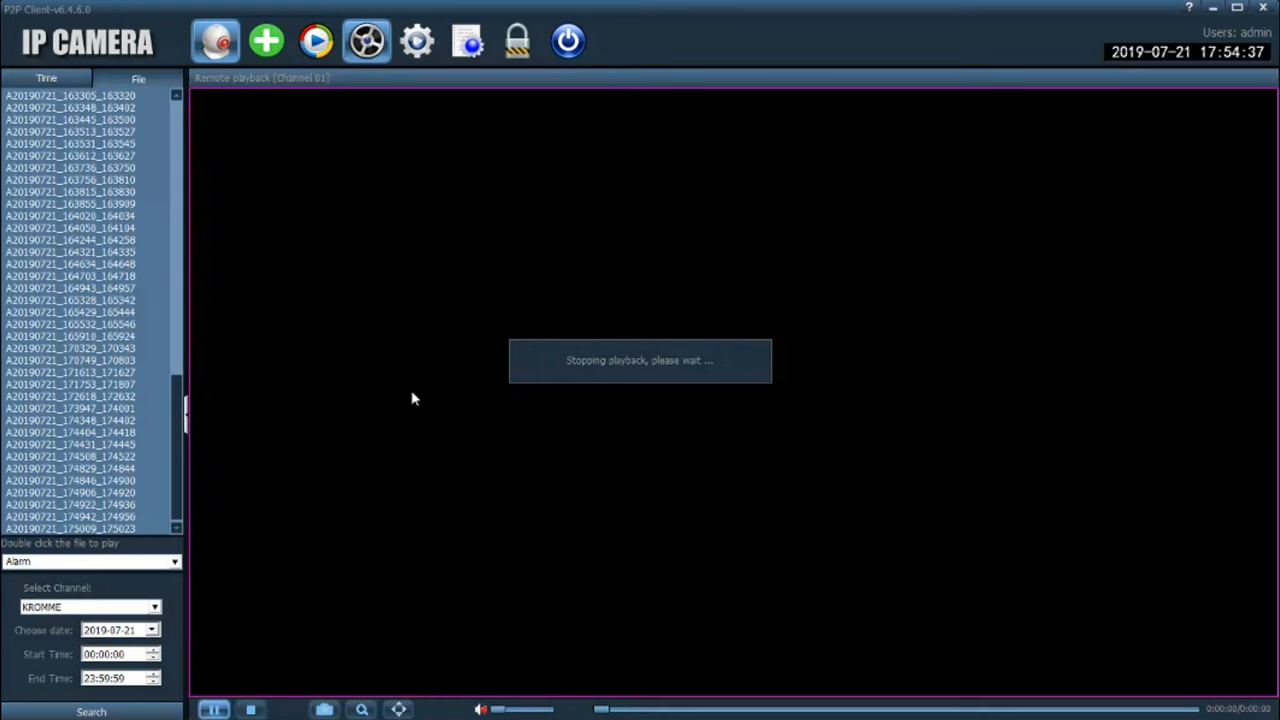 P2P Client-v6.4.6.0
?
IP CAMERA
Users: admin
2019-07-21 17:54:37
Time
File
Remote playback [Channel 01]
A20190721_163305_163320
A20190721_163348_163402
A20190721_163445_163500
A20190721_163513_163527
A20190721_163531_163545
A20190721_163612_163627
A20190721_163736_163750
A20190721_163756_163810
A20190721_163815_163830
A20190721_163855_163909
A20190721_164020_164034
A20190721_164050_164104
A20190721_164244_164258
A20190721_164321_164335
A20190721_164634_164648
A20190721_164703_164718
A20190721_164943_164957
A20190721_165328_165342
A20190721_165429_165444
A20190721_165532_165546
A20190721_165910_165924
A20190721_170329_170343
A20190721_170749_170803
A20190721_171613_171627
A20190721_171753_171807
A20190721_172618_172632
A20190721_173947_174001
A20190721_174348_174402
A20190721_174404_174418
A20190721_174431_174445
A20190721_174508_174522
A20190721_174829_174844
A20190721_174846_174900
A20190721_174906_174920
A20190721_174922_174936
A20190721_174942_174956
A20190721_175009_175023
Stopping playback, please wait ...
Double click the file to play
Alarm
Select Channel:
KROMME
Choose date: 2019-07-21
Start Time: 00:00:00
End Time: 23:59:59
Search
0:00:00/0:00:00